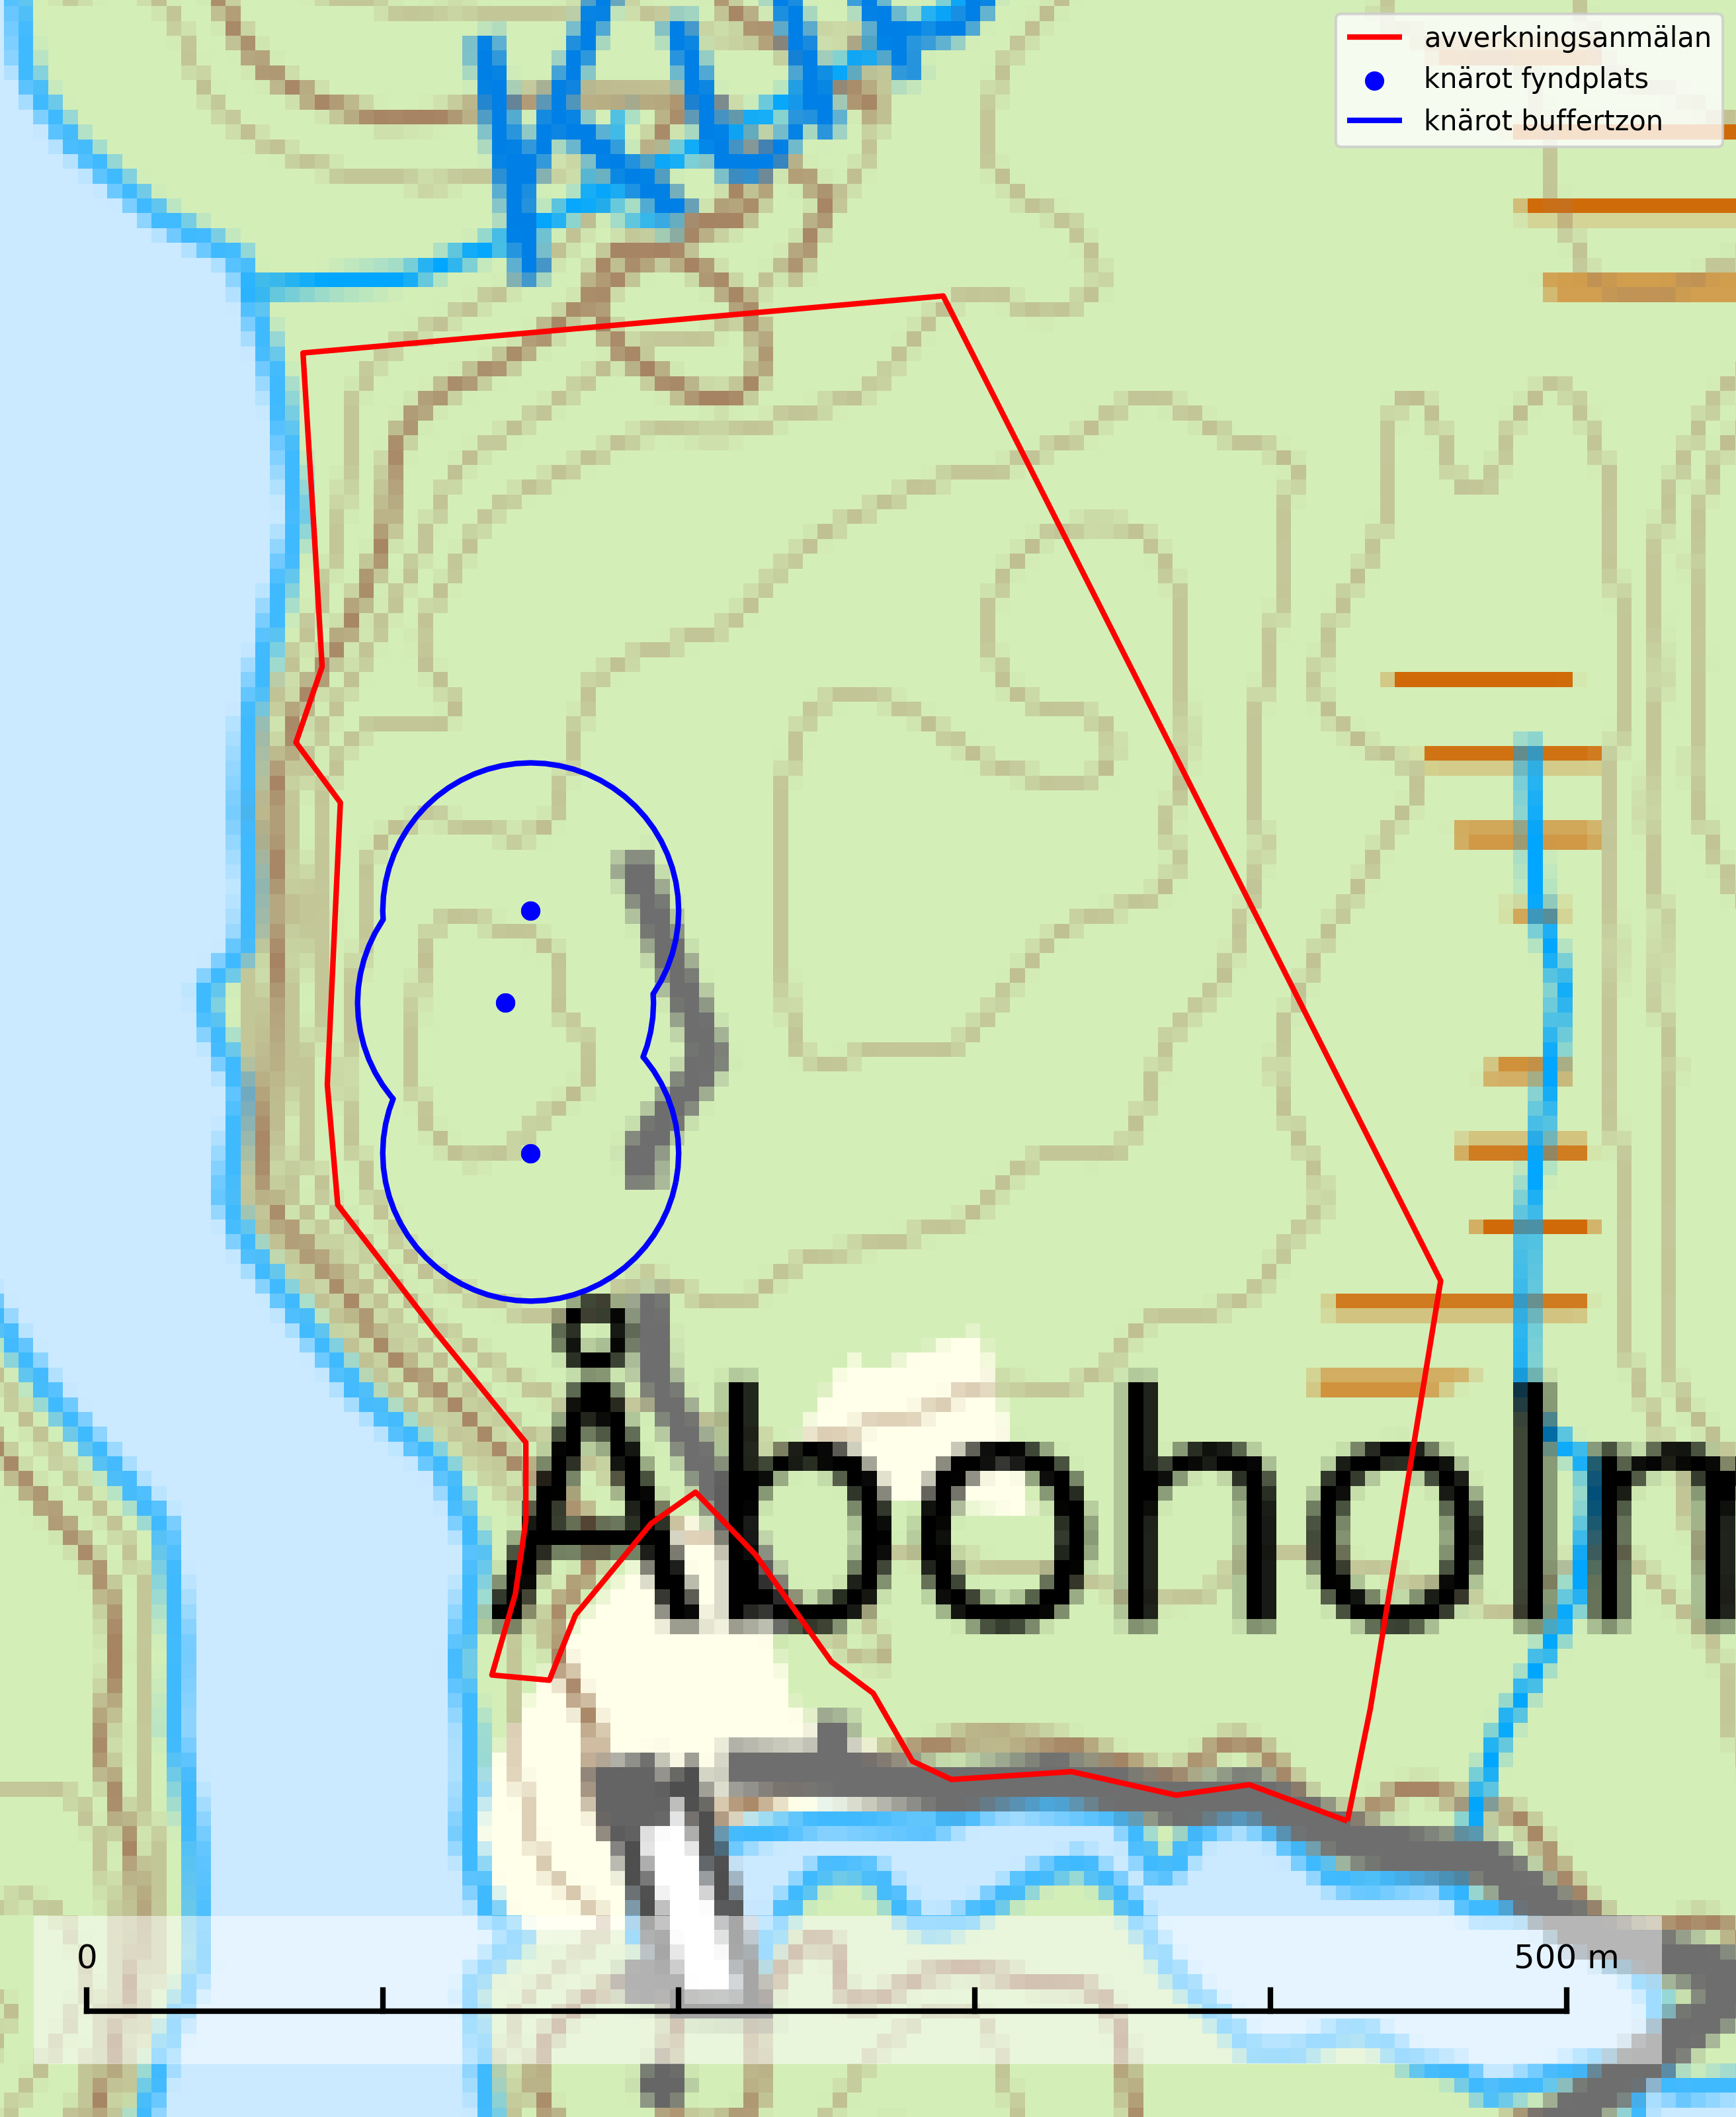 avverkningsanmälan
knärot fyndplats
knärot buffertzon
Åboholm
0 500 m